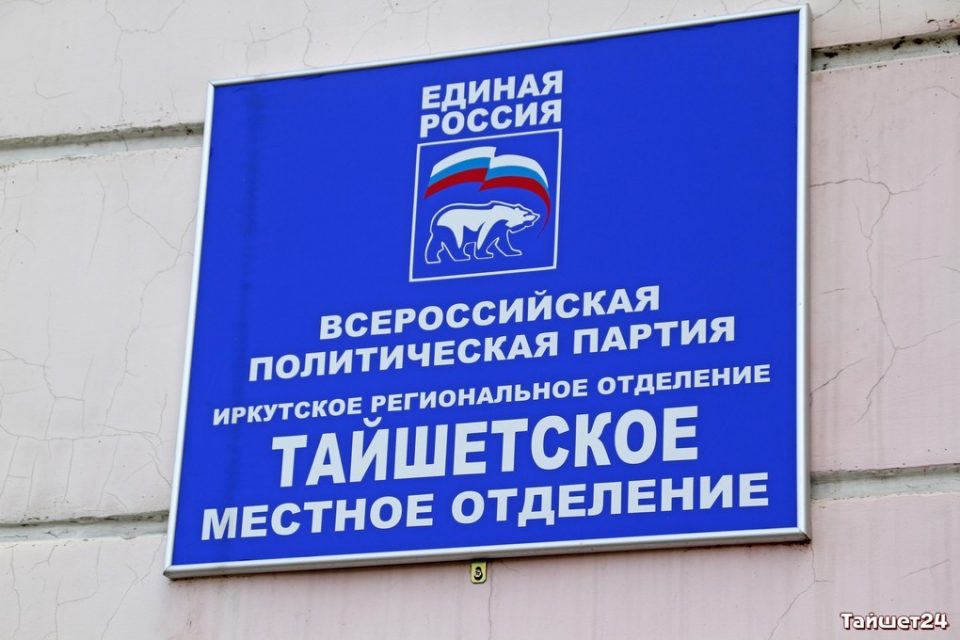 ЕДИНАЯ
РОССИЯ
ВСЕРОССИЙСКАЯ
ПОЛИТИЧЕСКАЯ ПАРТИЯ
ИРКУТСКОЕ РЕГИОНАЛЬНОЕ ОТДЕЛЕНИЕ
ТАЙШЕТСКОЕ
МЕСТНОЕ ОТДЕЛЕНИЕ
Тайшет24